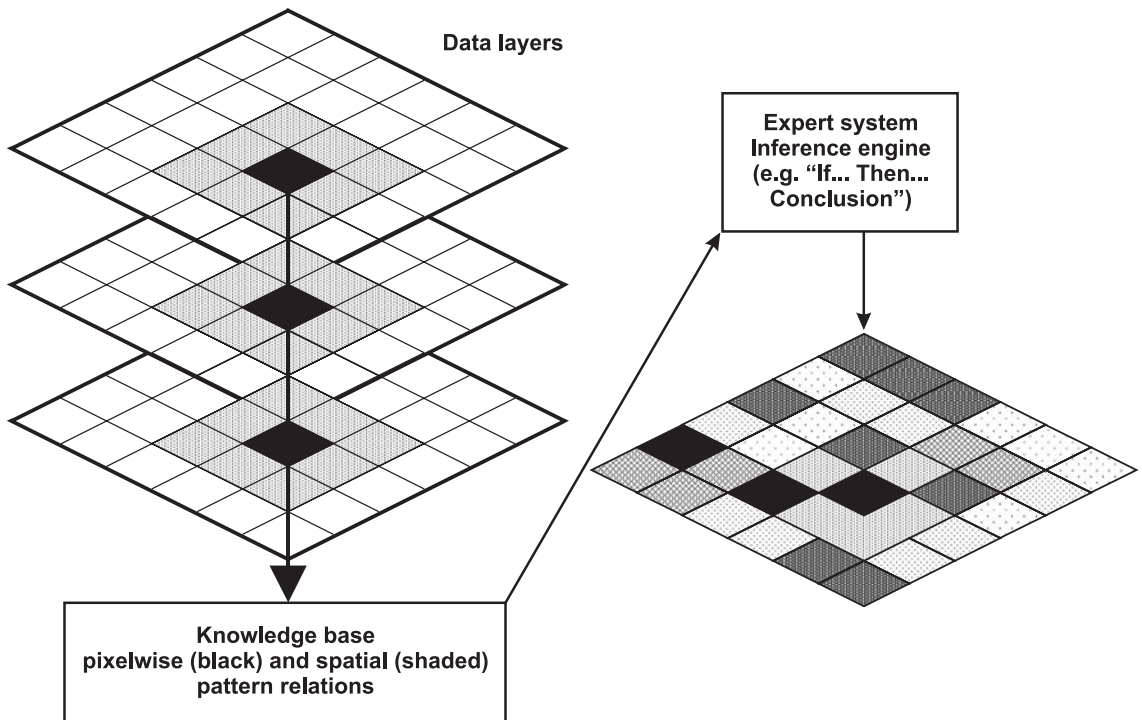 Data layers
Expert system
Inference engine
(e.g. “If... Then...
Conclusion”)
Knowledge base
pixelwise (black) and spatial (shaded)
pattern relations